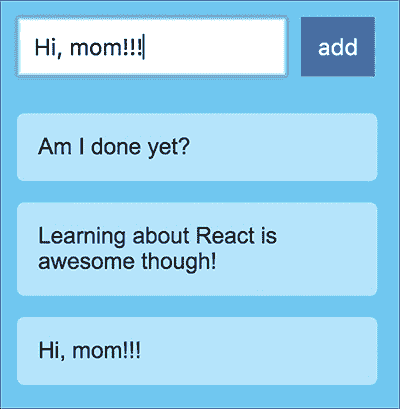 Hi, mom!!!
add
Am I done yet?
Learning about React is
awesome though!
Hi, mom!!!